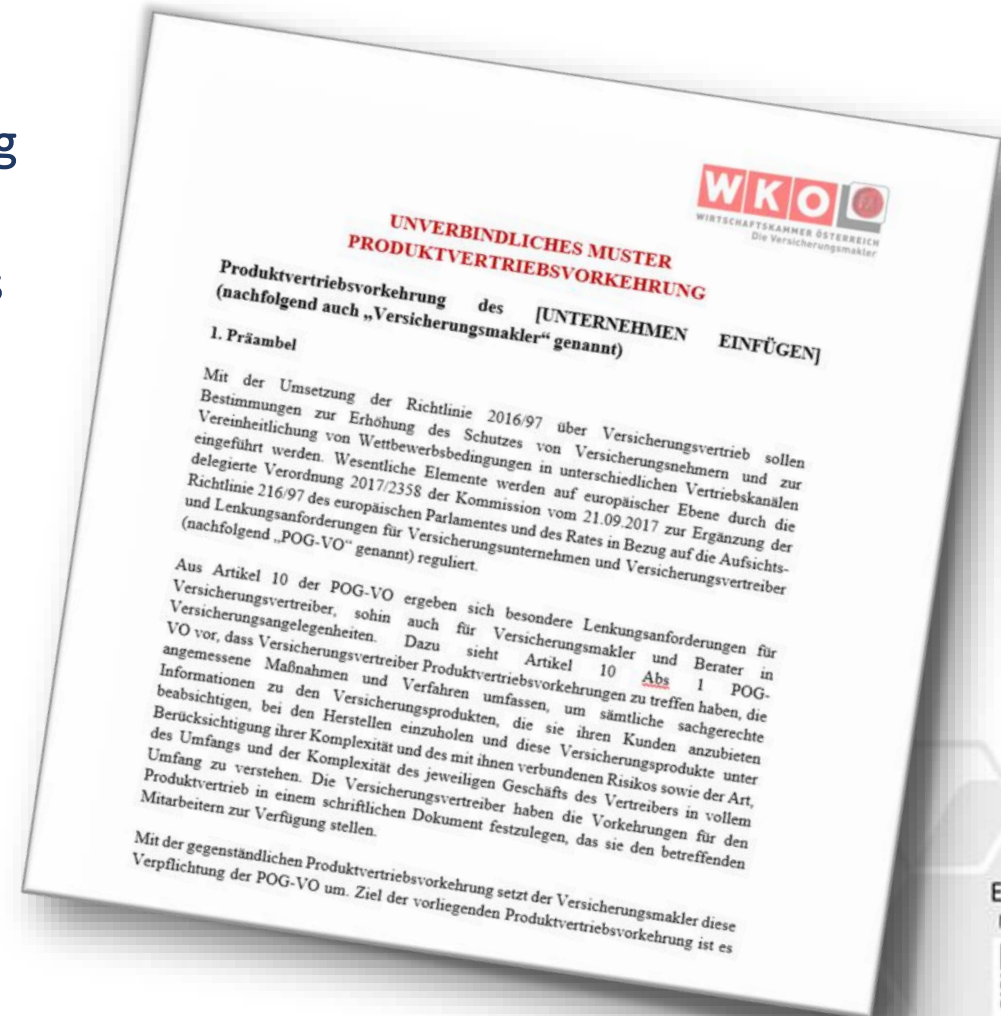 g
s
WKO
WIRTSCHAFTSKAMMER ÖSTERREICH
Die Versicherungsmakler
UNVERBINDLICHES MUSTER
PRODUKTVERTRIEBSVORKEHRUNG
Produktvertriebsvorkehrung des [UNTERNEHMEN EINFÜGEN]
(nachfolgend auch „Versicherungsmakler“ genannt)
1. Präambel
Mit der Umsetzung der Richtlinie 2016/97 über Versicherungsvertrieb sollen
Bestimmungen zur Erhöhung des Schutzes von Versicherungsnehmern und zur
Vereinheitlichung von Wettbewerbsbedingungen in unterschiedlichen Vertriebskanälen
eingeführt werden. Wesentliche Elemente werden auf europäischer Ebene durch die
delegierte Verordnung 2017/2358 der Kommission vom 21.09.2017 zur Ergänzung der
Richtlinie 216/97 des europäischen Parlamentes und des Rates in Bezug auf die Aufsichts-
und Lenkungsanforderungen für Versicherungsunternehmen und Versicherungsvertreiber
(nachfolgend „POG-VO“ genannt) reguliert.
Aus Artikel 10 der POG-VO ergeben sich besondere Lenkungsanforderungen für
Versicherungsvertreiber, sohin auch für Versicherungsmakler und Berater in
Versicherungsangelegenheiten. Dazu sieht Artikel 10 Abs 1 POG-
VO vor, dass Versicherungsvertreiber Produktvertriebsvorkehrungen zu treffen haben, die
angemessene Maßnahmen und Verfahren umfassen, um sämtliche sachgerechte
Informationen zu den Versicherungsprodukten, die sie ihren Kunden anzubieten
beabsichtigen, bei den Herstellen einzuholen und diese Versicherungsprodukte unter
Berücksichtigung ihrer Komplexität und des mit ihnen verbundenen Risikos sowie der Art,
des Umfangs und der Komplexität des jeweiligen Geschäfts des Vertreibers in vollem
Umfang zu verstehen. Die Versicherungsvertreiber haben die Vorkehrungen für den
Produktvertrieb in einem schriftlichen Dokument festzulegen, das sie den betreffenden
Mitarbeitern zur Verfügung stellen.
Mit der gegenständlichen Produktvertriebsvorkehrung setzt der Versicherungsmakler diese
Verpflichtung der POG-VO um. Ziel der vorliegenden Produktvertriebsvorkehrung ist es